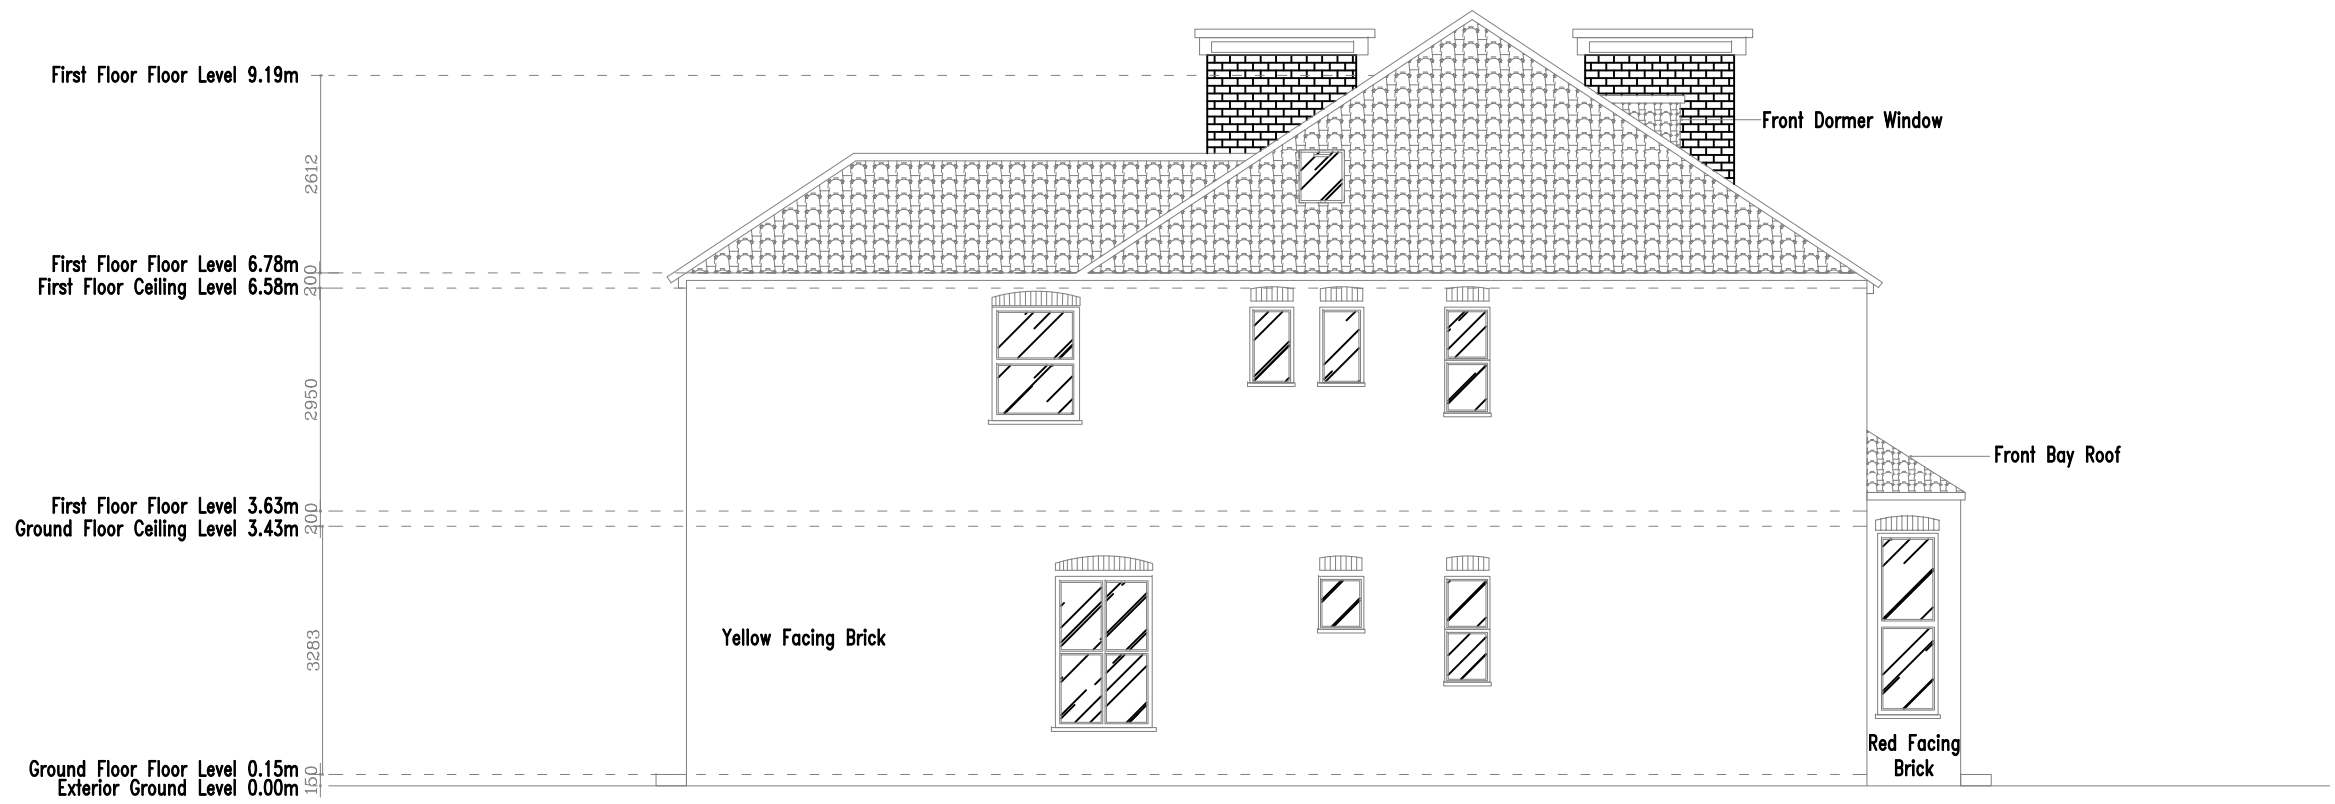 First Floor Floor Level 9.19m
Front Dormer Window
2612
First Floor Floor Level 6.78m
200
First Floor Ceiling Level 6.58m
2950
Front Bay Roof
First Floor Floor Level 3.63m
200
Ground Floor Ceiling Level 3.43m
3283
Yellow Facing Brick
Red Facing
Brick
Ground Floor Floor Level 0.15m
150
Exterior Ground Level 0.00m